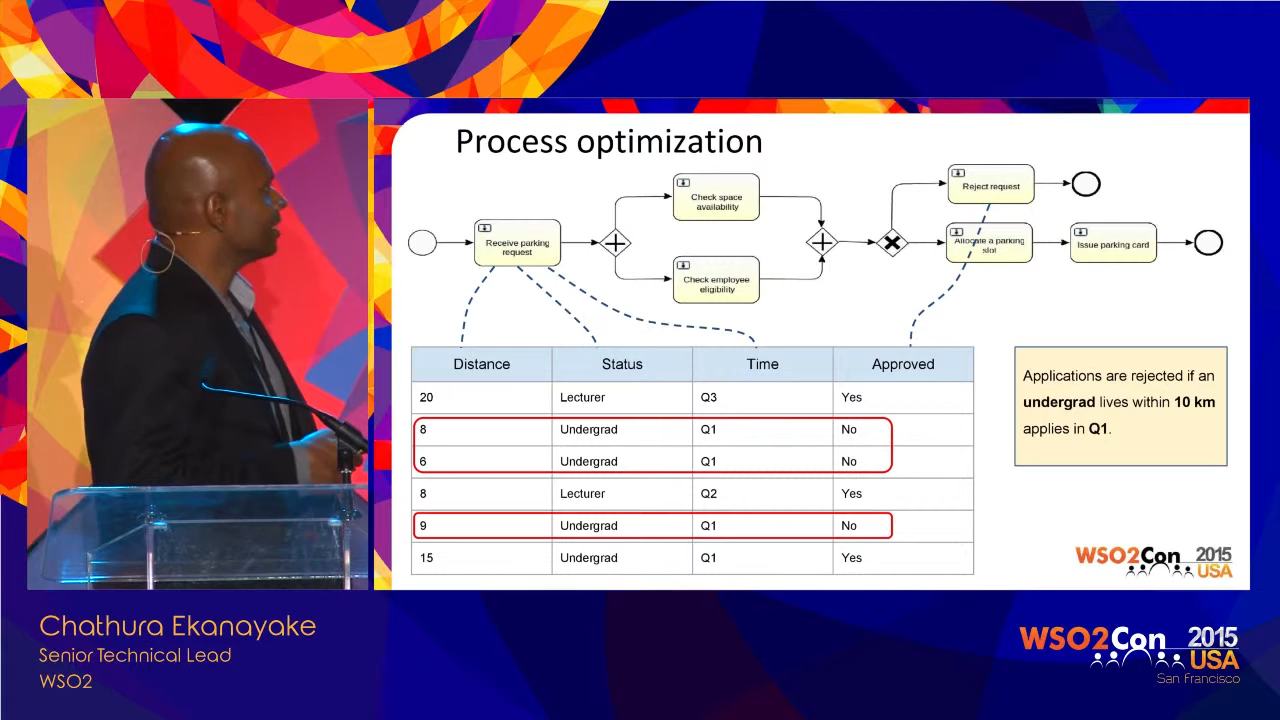 Process optimization
Reject request
Check space
availability
Receive parking
request
Allocate a parking
slot
Issue parking card
Check employee
eligibility
Distance Status Time Approved
20 Lecturer Q3 Yes
8 Undergrad Q1 No
6 Undergrad Q1 No
8 Lecturer Q2 Yes
9 Undergrad Q1 No
15 Undergrad Q1 Yes
Applications are rejected if an
undergrad lives within 10 km
applies in Q1.
WSO2Con 2015
USA
Chathura Ekanayake
Senior Technical Lead
WSO2
WSO2Con 2015
USA
San Francisco